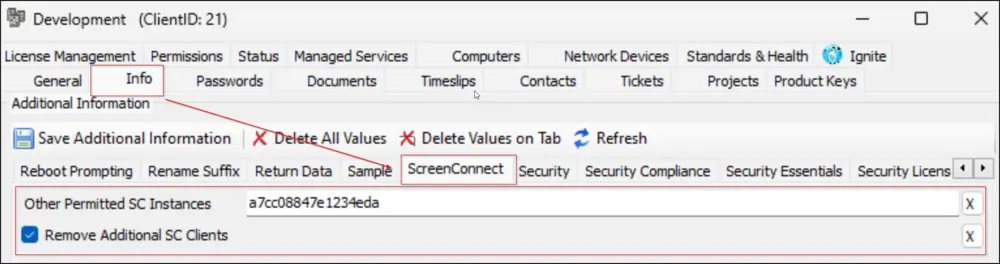 Development (ClientID: 21)
License Management Permissions Status Managed Services Computers Network Devices Standards & Health Ignite
General Info Passwords Documents Timeslips Contacts Tickets Projects Product Keys
Additional Information
Save Additional Information Delete All Values Delete Values on Tab Refresh
Reboot Prompting Rename Suffix Return Data Sample ScreenConnect Security Security Compliance Security Essentials Security Licens
Other Permitted SC Instances a7cc08847e1234eda X
Remove Additional SC Clients X